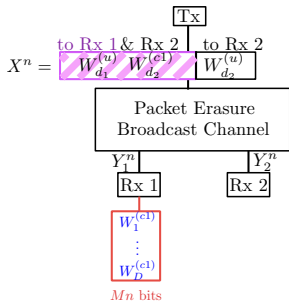 Tx
to Rx 1 & Rx 2 to Rx 2
X^n = W_{d_1}^{(u)} W_{d_2}^{(c1)} W_{d_2}^{(u)}
Packet Erasure
Broadcast Channel
Y_1^n Y_2^n
Rx 1 Rx 2
W_1^{(c1)}
⋮
W_D^{(c1)}
Mn bits